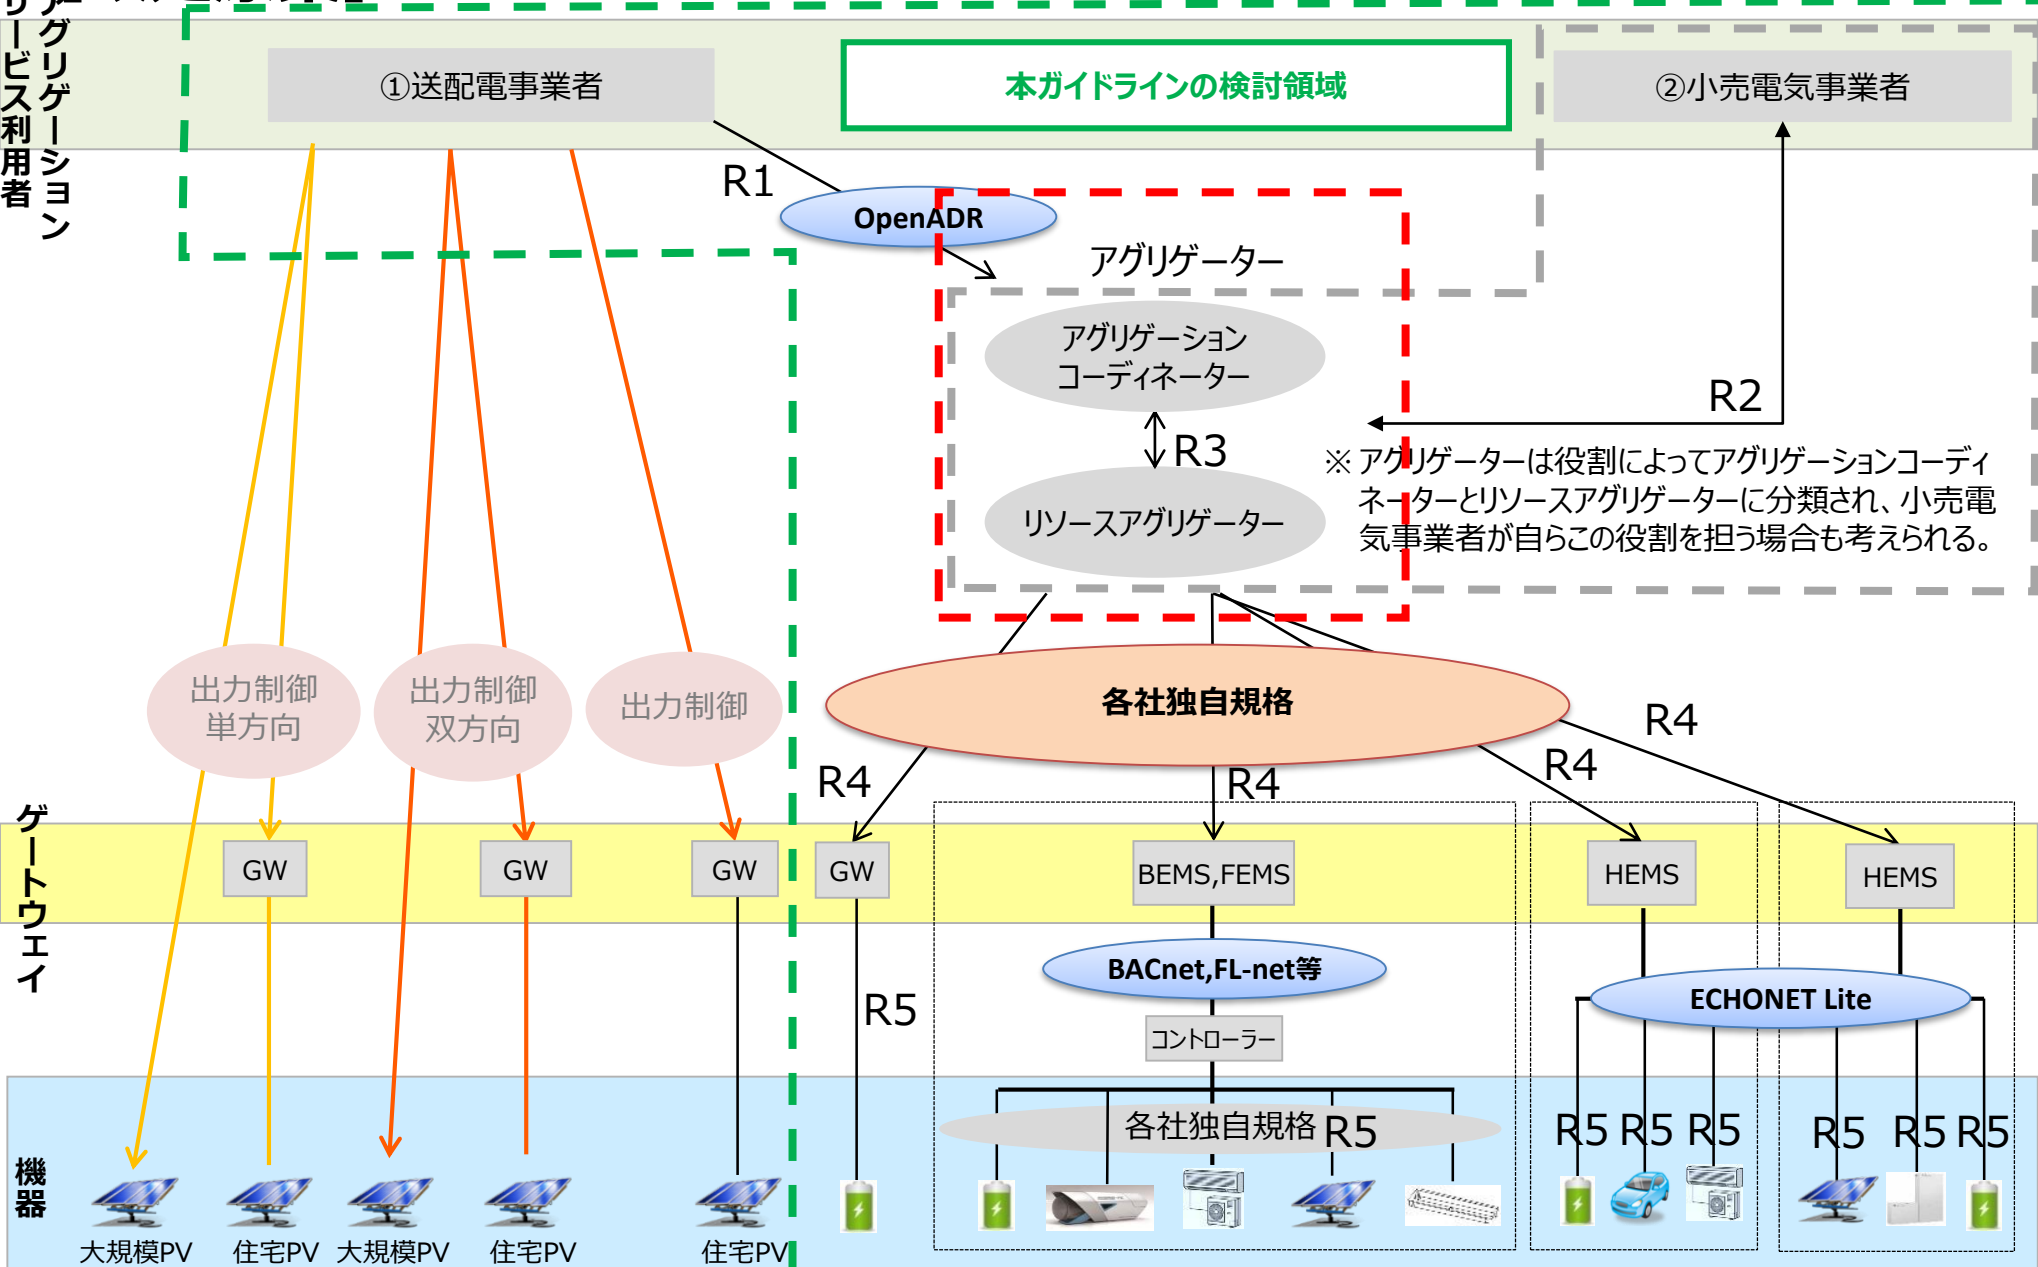 アグリゲーション
サービス利用者
①送配電事業者
本ガイドラインの検討領域
②小売電気事業者
R1
OpenADR
アグリゲーター
アグリゲーション
コーディネーター
R2
R3
※アグリゲーターは役割によってアグリゲーションコーディ
ネーターとリソースアグリゲーターに分類され、小売電
気事業者が自らこの役割を担う場合も考えられる。
リソースアグリゲーター
出力制御
単方向
出力制御
双方向
出力制御
各社独自規格
R4
R4
R4
R4
ゲートウェイ
GW
GW
GW
GW
BEMS,FEMS
HEMS
HEMS
BACnet,FL-net等
ECHONET Lite
R5
コントローラー
機器
各社独自規格
R5
R5
R5
R5
R5
R5
R5
大規模PV
住宅PV
大規模PV
住宅PV
住宅PV